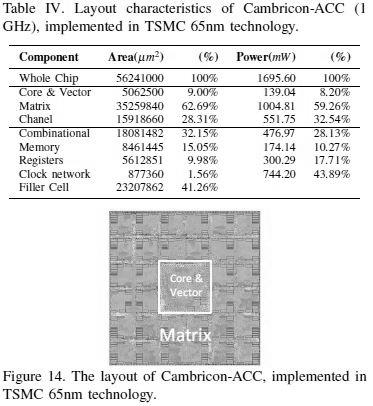 Table IV. Layout characteristics of Cambricon-ACC (1
GHz), implemented in TSMC 65nm technology.
Component Area(μm²) (%) Power(mW) (%)
Whole Chip 56241000 100% 1695.60 100%
Core & Vector 5062500 9.00% 139.04 8.20%
Matrix 35259840 62.69% 1004.81 59.26%
Chanel 15918660 28.31% 551.75 32.54%
Combinational 18081482 32.15% 476.97 28.13%
Memory 8461445 15.05% 174.14 10.27%
Registers 5612851 9.98% 300.29 17.71%
Clock network 877360 1.56% 744.20 43.89%
Filler Cell 23207862 41.26%
Core &
Vector
Matrix
Figure 14. The layout of Cambricon-ACC, implemented in
TSMC 65nm technology.